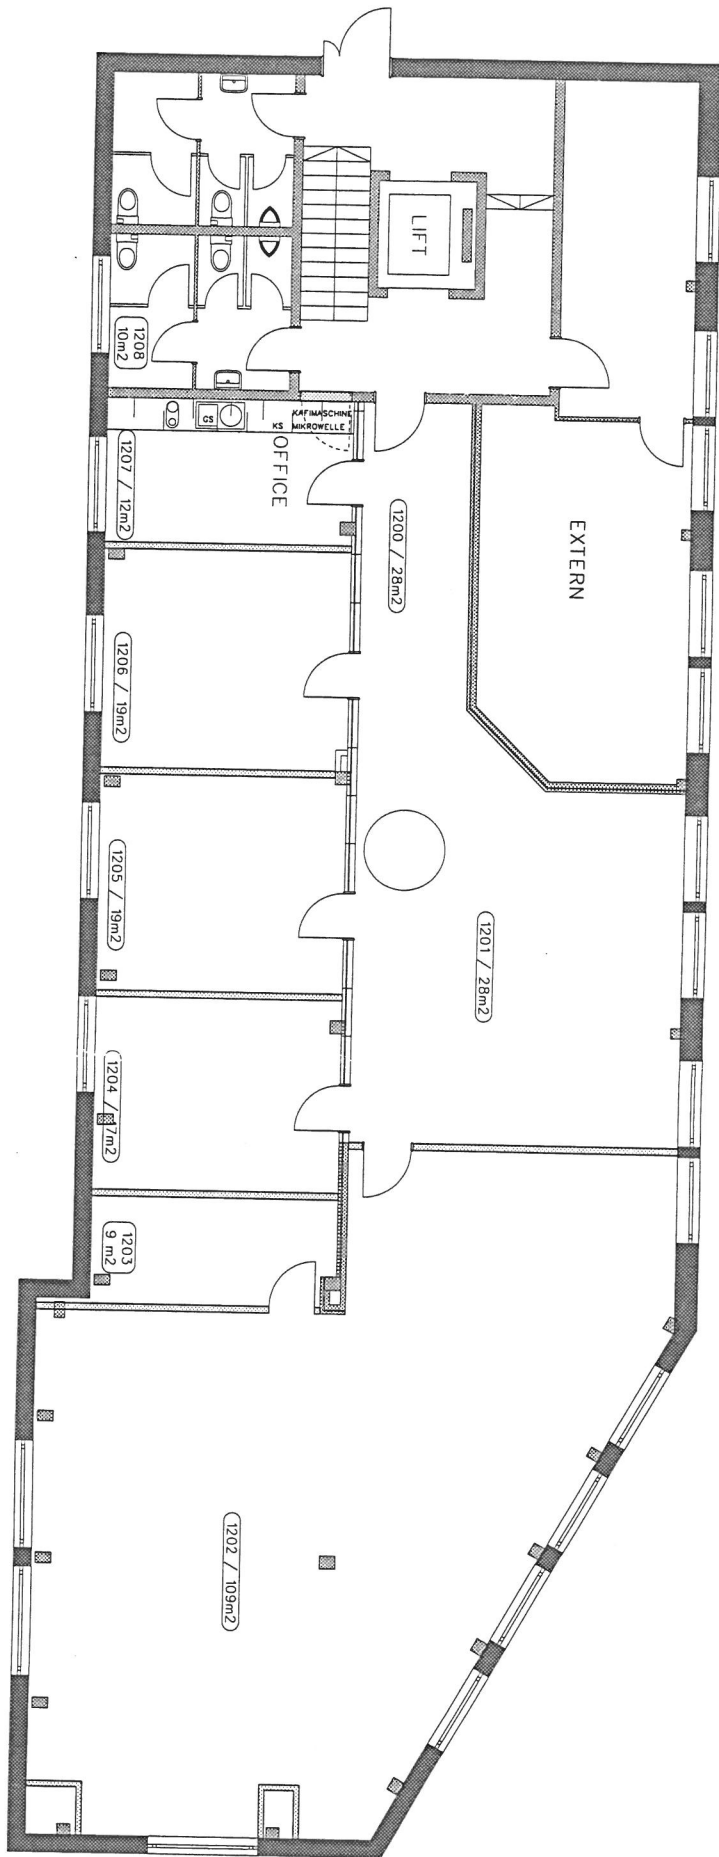 LIFT
1208
10m2
GS
KS
KAFIMASCHINE
MIKROWELLE
OFFICE
1207 / 12m2
1200 / 28m2
EXTERN
1206 / 19m2
1205 / 19m2
1201 / 28m2
1204 / 17m2
1203
9 m2
1202 / 109m2